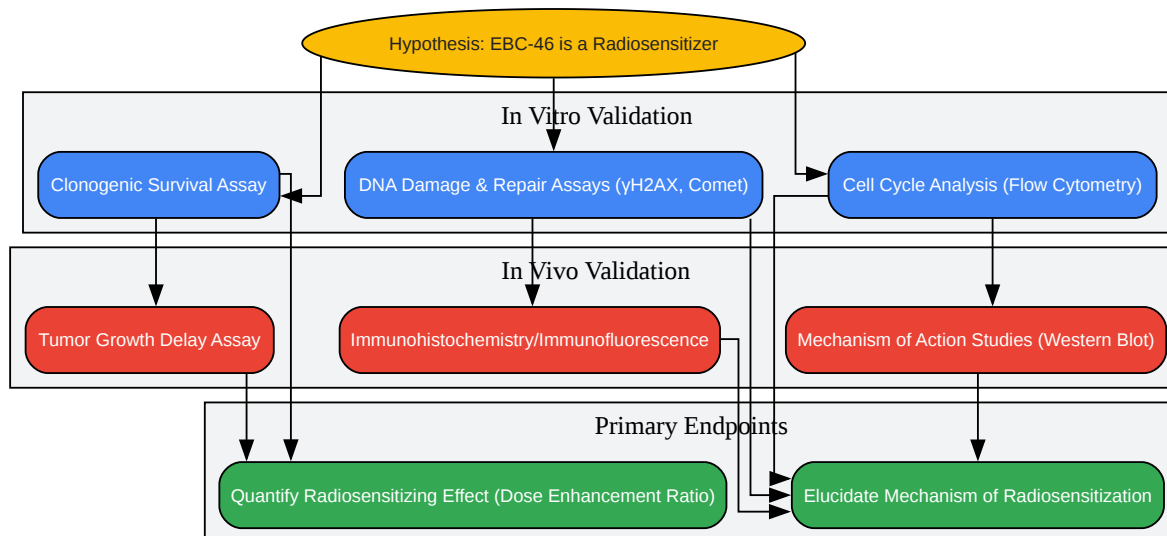 Hypothesis: EBC-46 is a Radiosensitizer
In Vitro Validation
Clonogenic Survival Assay
DNA Damage & Repair Assays (γH2AX, Comet)
Cell Cycle Analysis (Flow Cytometry)
In Vivo Validation
Tumor Growth Delay Assay
Immunohistochemistry/Immunofluorescence
Mechanism of Action Studies (Western Blot)
Primary Endpoints
Quantify Radiosensitizing Effect (Dose Enhancement Ratio)
Elucidate Mechanism of Radiosensitization